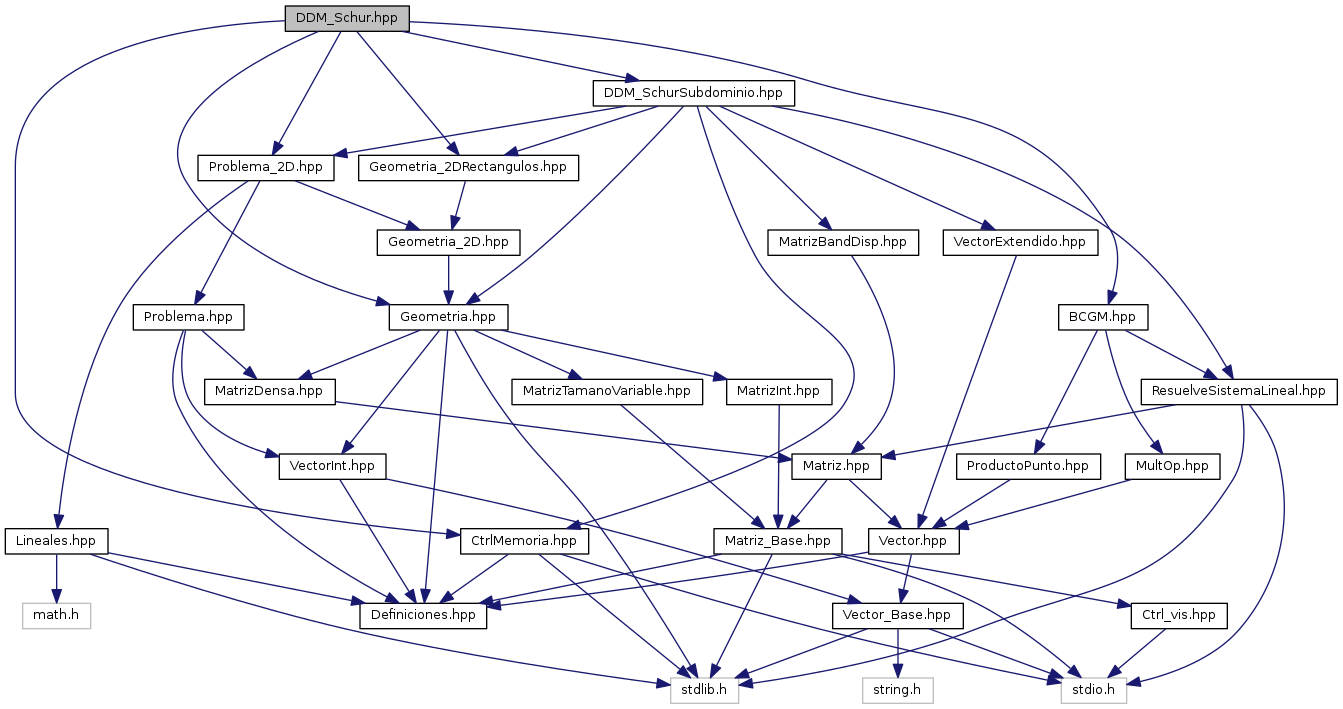 DDM_Schur.hpp
DDM_SchurSubdominio.hpp
Problema_2D.hpp
Geometria_2DRectangulos.hpp
Geometria_2D.hpp
MatrizBandDisp.hpp
VectorExtendido.hpp
Problema.hpp
Geometria.hpp
BCGM.hpp
MatrizDensa.hpp
MatrizTamanoVariable.hpp
MatrizInt.hpp
ResuelveSistemaLineal.hpp
VectorInt.hpp
Matriz.hpp
ProductoPunto.hpp
MultOp.hpp
Lineales.hpp
CtrlMemoria.hpp
Matriz_Base.hpp
Vector.hpp
math.h
Definiciones.hpp
Vector_Base.hpp
Ctrl_vis.hpp
stdlib.h
string.h
stdio.h